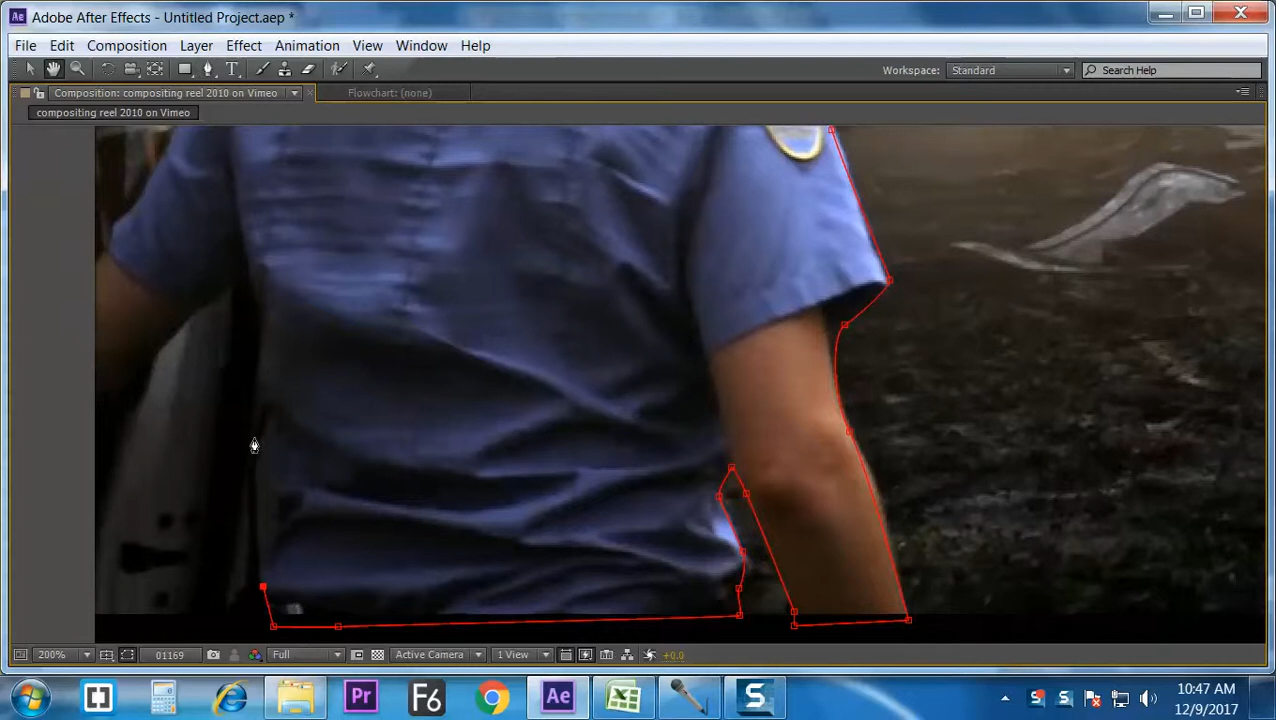 Adobe After Effects - Untitled Project.aep *
File Edit Composition Layer Effect Animation View Window Help
Workspace: Standard Search Help
Composition: compositing reel 2010 on Vimeo Flowchart: (none)
compositing reel 2010 on Vimeo
200% 01169 Full Active Camera 1 View +0.0
Pr F6 Ae S 10:47 AM
12/9/2017